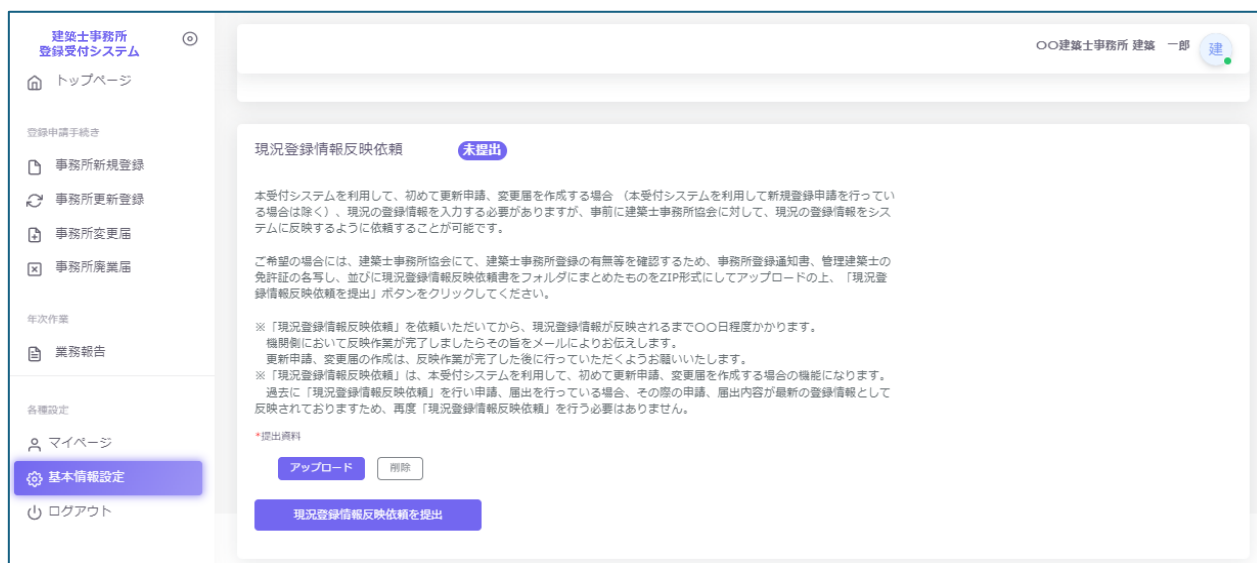 建築士事務所
登録受付システム
トップページ
登録申請手続き
事務所新規登録
事務所更新登録
事務所変更届
事務所廃業届
年次作業
業務報告
各種設定
マイページ
基本情報設定
ログアウト
〇〇建築士事務所 建築　一郎
建
現況登録情報反映依頼 未提出
本受付システムを利用して、初めて更新申請、変更届を作成する場合 （本受付システムを利用して新規登録申請を行ってい
る場合は除く）、現況の登録情報を入力する必要がありますが、事前に建築士事務所協会に対して、現況の登録情報をシス
テムに反映するように依頼することが可能です。
ご希望の場合には、建築士事務所協会にて、建築士事務所登録の有無等を確認するため、事務所登録通知書、管理建築士の
免許証の各写し、並びに現況登録情報反映依頼書をフォルダにまとめたものをZIP形式にしてアップロードの上、「現況登
録情報反映依頼を提出」ボタンをクリックしてください。
※「現況登録情報反映依頼」を依頼いただいてから、現況登録情報が反映されるまで〇〇日程度かかります。
機関側において反映作業が完了しましたらその旨をメールによりお伝えします。
更新申請、変更届の作成は、反映作業が完了した後に行っていただくようお願いいたします。
※「現況登録情報反映依頼」は、本受付システムを利用して、初めて更新申請、変更届を作成する場合の機能になります。
過去に「現況登録情報反映依頼」を行い申請、届出を行っている場合、その際の申請、届出内容が最新の登録情報として
反映されておりますため、再度「現況登録情報反映依頼」を行う必要はありません。
*提出資料
アップロード 削除
現況登録情報反映依頼を提出